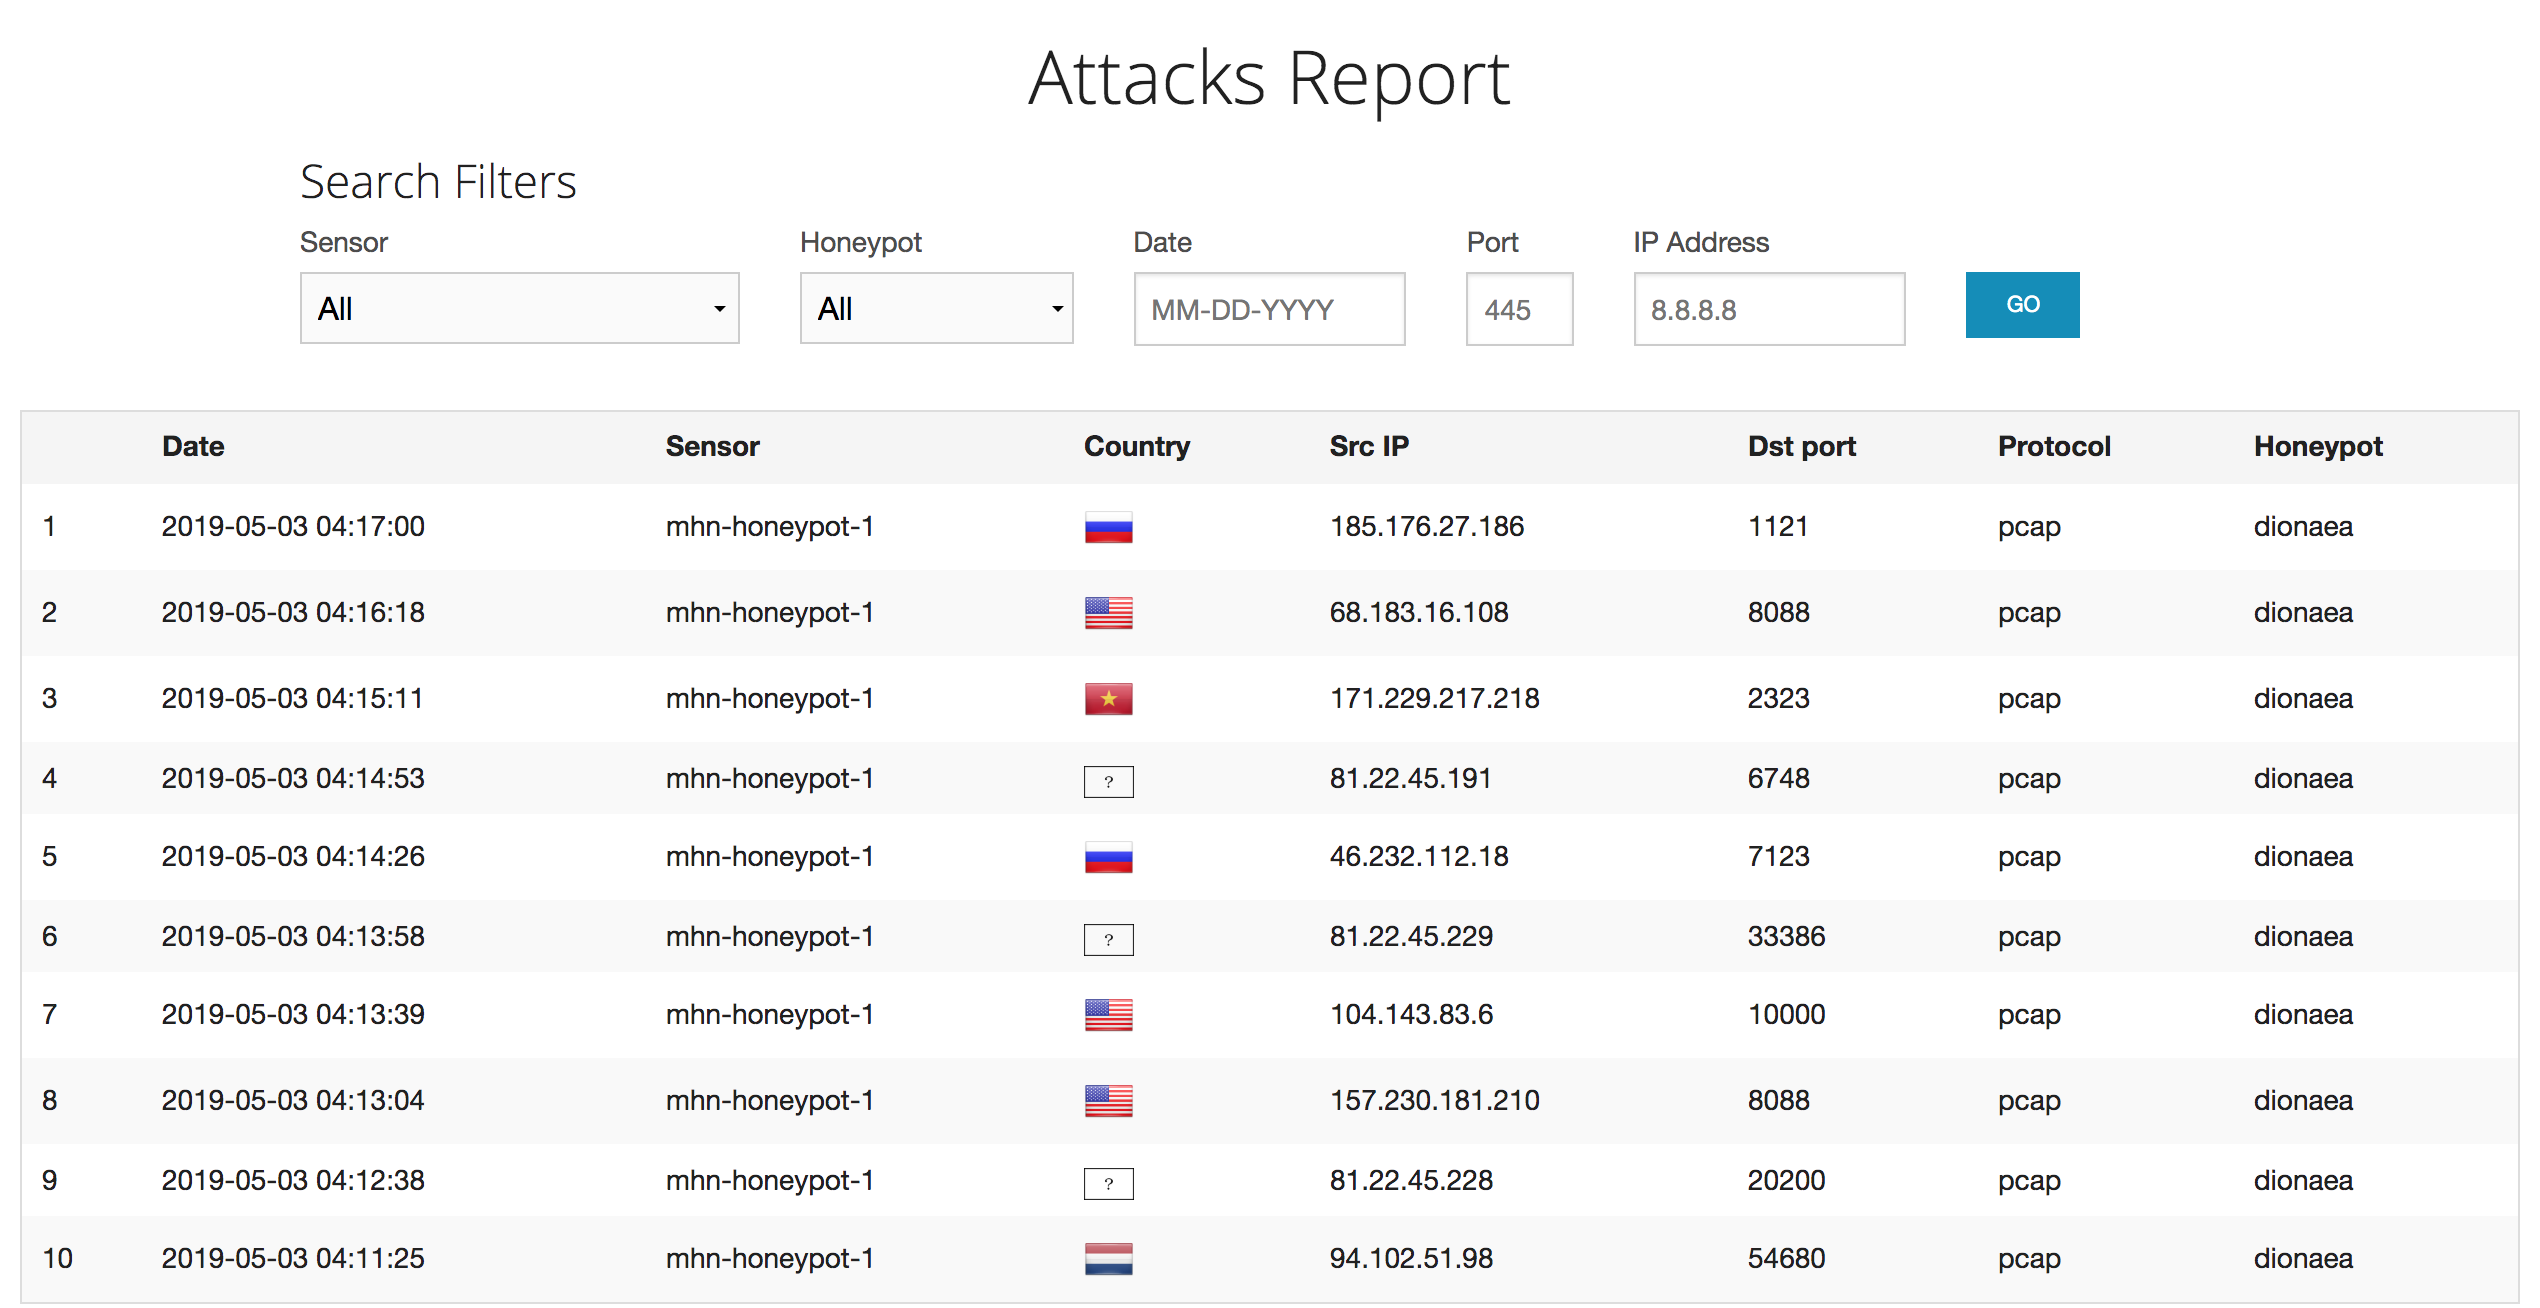 Attacks Report
Search Filters
Sensor Honeypot Date Port IP Address
All All MM-DD-YYYY 445 8.8.8.8 GO
Date Sensor Country Src IP Dst port Protocol Honeypot
1 2019-05-03 04:17:00 mhn-honeypot-1 185.176.27.186 1121 pcap dionaea
2 2019-05-03 04:16:18 mhn-honeypot-1 68.183.16.108 8088 pcap dionaea
3 2019-05-03 04:15:11 mhn-honeypot-1 171.229.217.218 2323 pcap dionaea
4 2019-05-03 04:14:53 mhn-honeypot-1 ? 81.22.45.191 6748 pcap dionaea
5 2019-05-03 04:14:26 mhn-honeypot-1 46.232.112.18 7123 pcap dionaea
6 2019-05-03 04:13:58 mhn-honeypot-1 ? 81.22.45.229 33386 pcap dionaea
7 2019-05-03 04:13:39 mhn-honeypot-1 104.143.83.6 10000 pcap dionaea
8 2019-05-03 04:13:04 mhn-honeypot-1 157.230.181.210 8088 pcap dionaea
9 2019-05-03 04:12:38 mhn-honeypot-1 ? 81.22.45.228 20200 pcap dionaea
10 2019-05-03 04:11:25 mhn-honeypot-1 94.102.51.98 54680 pcap dionaea